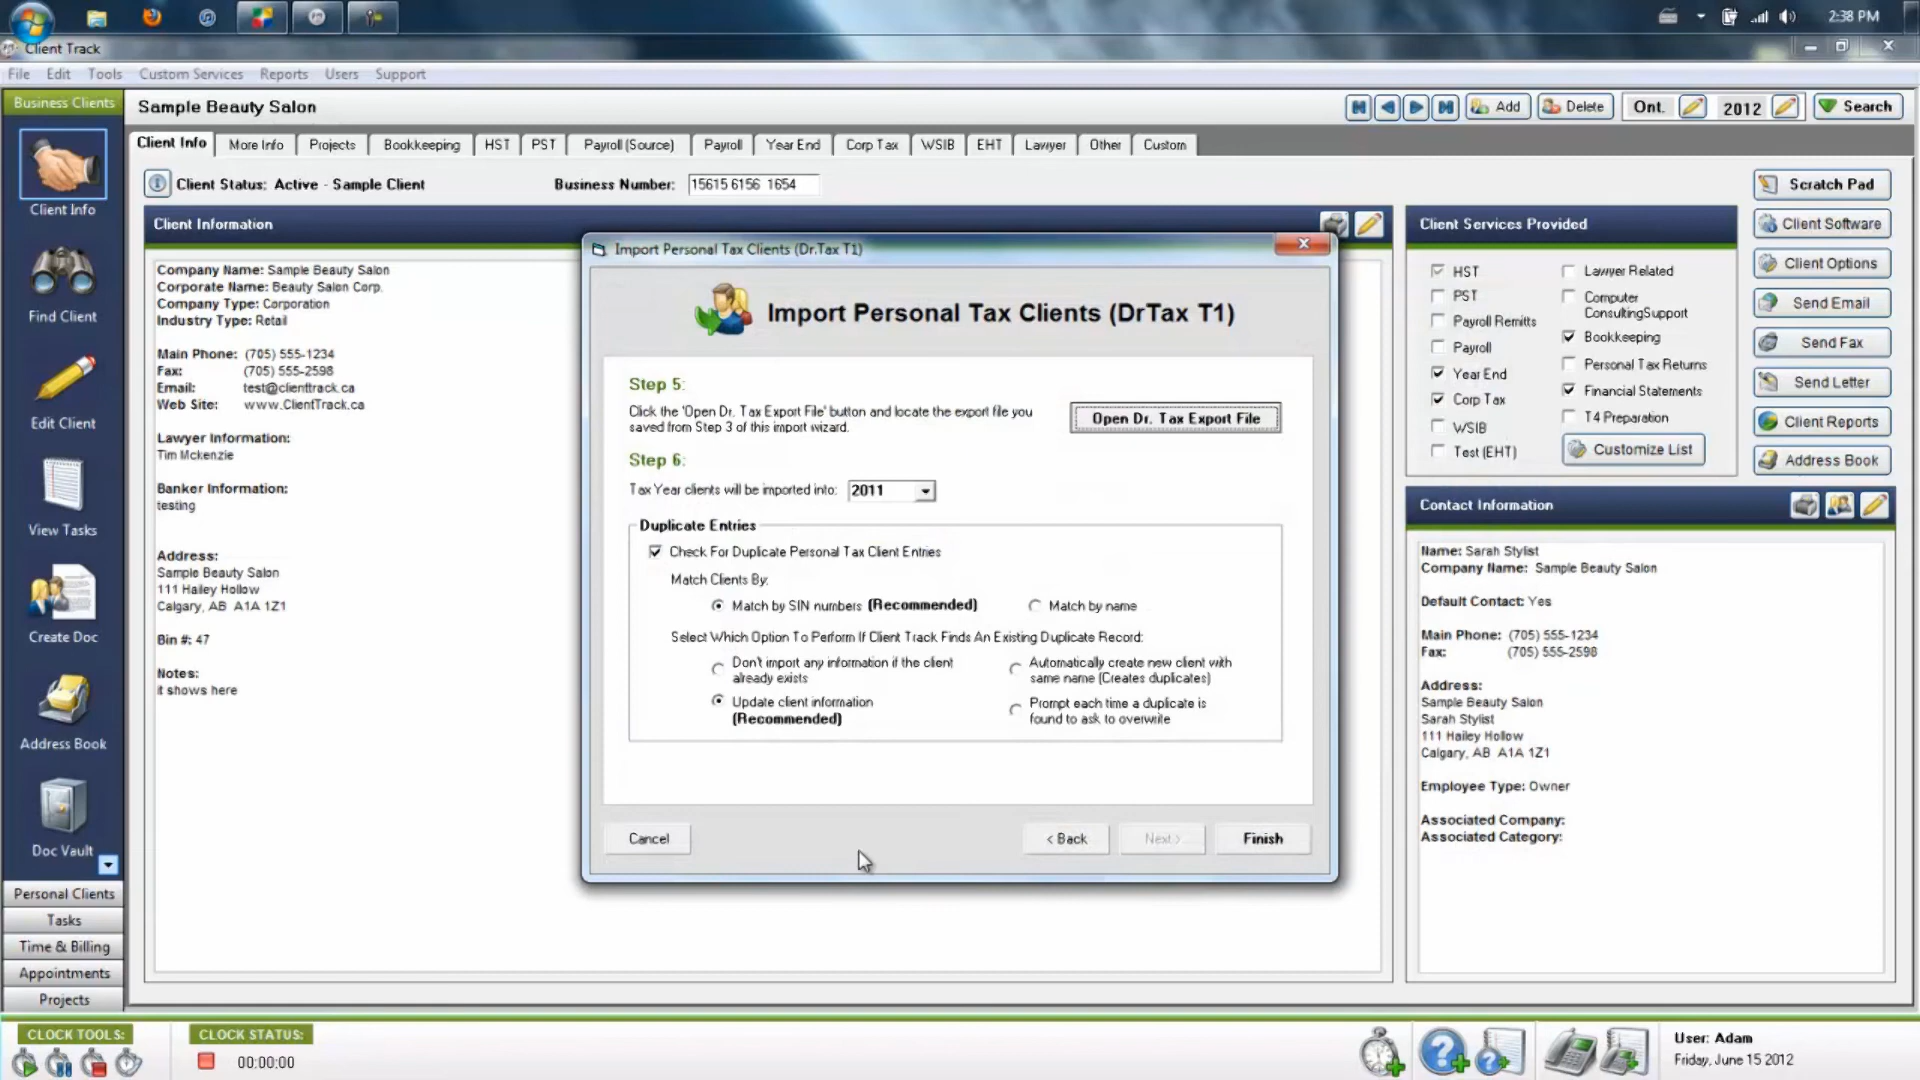 2:38 PM
Client Track
File Edit Tools Custom Services Reports Users Support
Business Clients
Sample Beauty Salon
Add
Delete
Ont.
2012
Search
Client Info
More Info
Projects
Bookkeeping
HST
PST
Payroll (Source)
Payroll
Year End
Corp Tax
WSIB
EHT
Lawyer
Other
Custom
Client Status: Active - Sample Client
Business Number: 15615 6156 1654
Client Info
Find Client
Edit Client
View Tasks
Create Doc
Address Book
Doc Vault
Personal Clients
Tasks
Time & Billing
Appointments
Projects
Client Information
Company Name: Sample Beauty Salon
Corporate Name: Beauty Salon Corp.
Company Type: Corporation
Industry Type: Retail
Main Phone: (705) 555-1234
Fax: (705) 555-2598
Email: test@clienttrack.ca
Web Site: www.ClientTrack.ca
Lawyer Information:
Tim Mckenzie
Banker Information:
testing
Address:
Sample Beauty Salon
111 Hailey Hollow
Calgary, AB A1A 1Z1
Bin #: 47
Notes:
it shows here
Import Personal Tax Clients (Dr.Tax T1)
Import Personal Tax Clients (DrTax T1)
Step 5:
Click the 'Open Dr. Tax Export File' button and locate the export file you
saved from Step 3 of this import wizard.
Open Dr. Tax Export File
Step 6:
Tax Year clients will be imported into: 2011
Duplicate Entries
Check For Duplicate Personal Tax Client Entries
Match Clients By:
Match by SIN numbers (Recommended)
Match by name
Select Which Option To Perform If Client Track Finds An Existing Duplicate Record:
Don't import any information if the client
already exists
Automatically create new client with
same name (Creates duplicates)
Update client information
(Recommended)
Prompt each time a duplicate is
found to ask to overwrite
Cancel
< Back
Next >
Finish
Client Services Provided
HST
PST
Payroll Remitts
Payroll
Year End
Corp Tax
WSIB
Test (EHT)
Lawyer Related
Computer
ConsultingSupport
Bookkeeping
Personal Tax Returns
Financial Statements
T4 Preparation
Customize List
Scratch Pad
Client Software
Client Options
Send Email
Send Fax
Send Letter
Client Reports
Address Book
Contact Information
Name: Sarah Stylist
Company Name: Sample Beauty Salon
Default Contact: Yes
Main Phone: (705) 555-1234
Fax: (705) 555-2598
Address:
Sample Beauty Salon
Sarah Stylist
111 Hailey Hollow
Calgary, AB A1A 1Z1
Employee Type: Owner
Associated Company:
Associated Category:
CLOCK TOOLS:
CLOCK STATUS:
00:00:00
User: Adam
Friday, June 15 2012